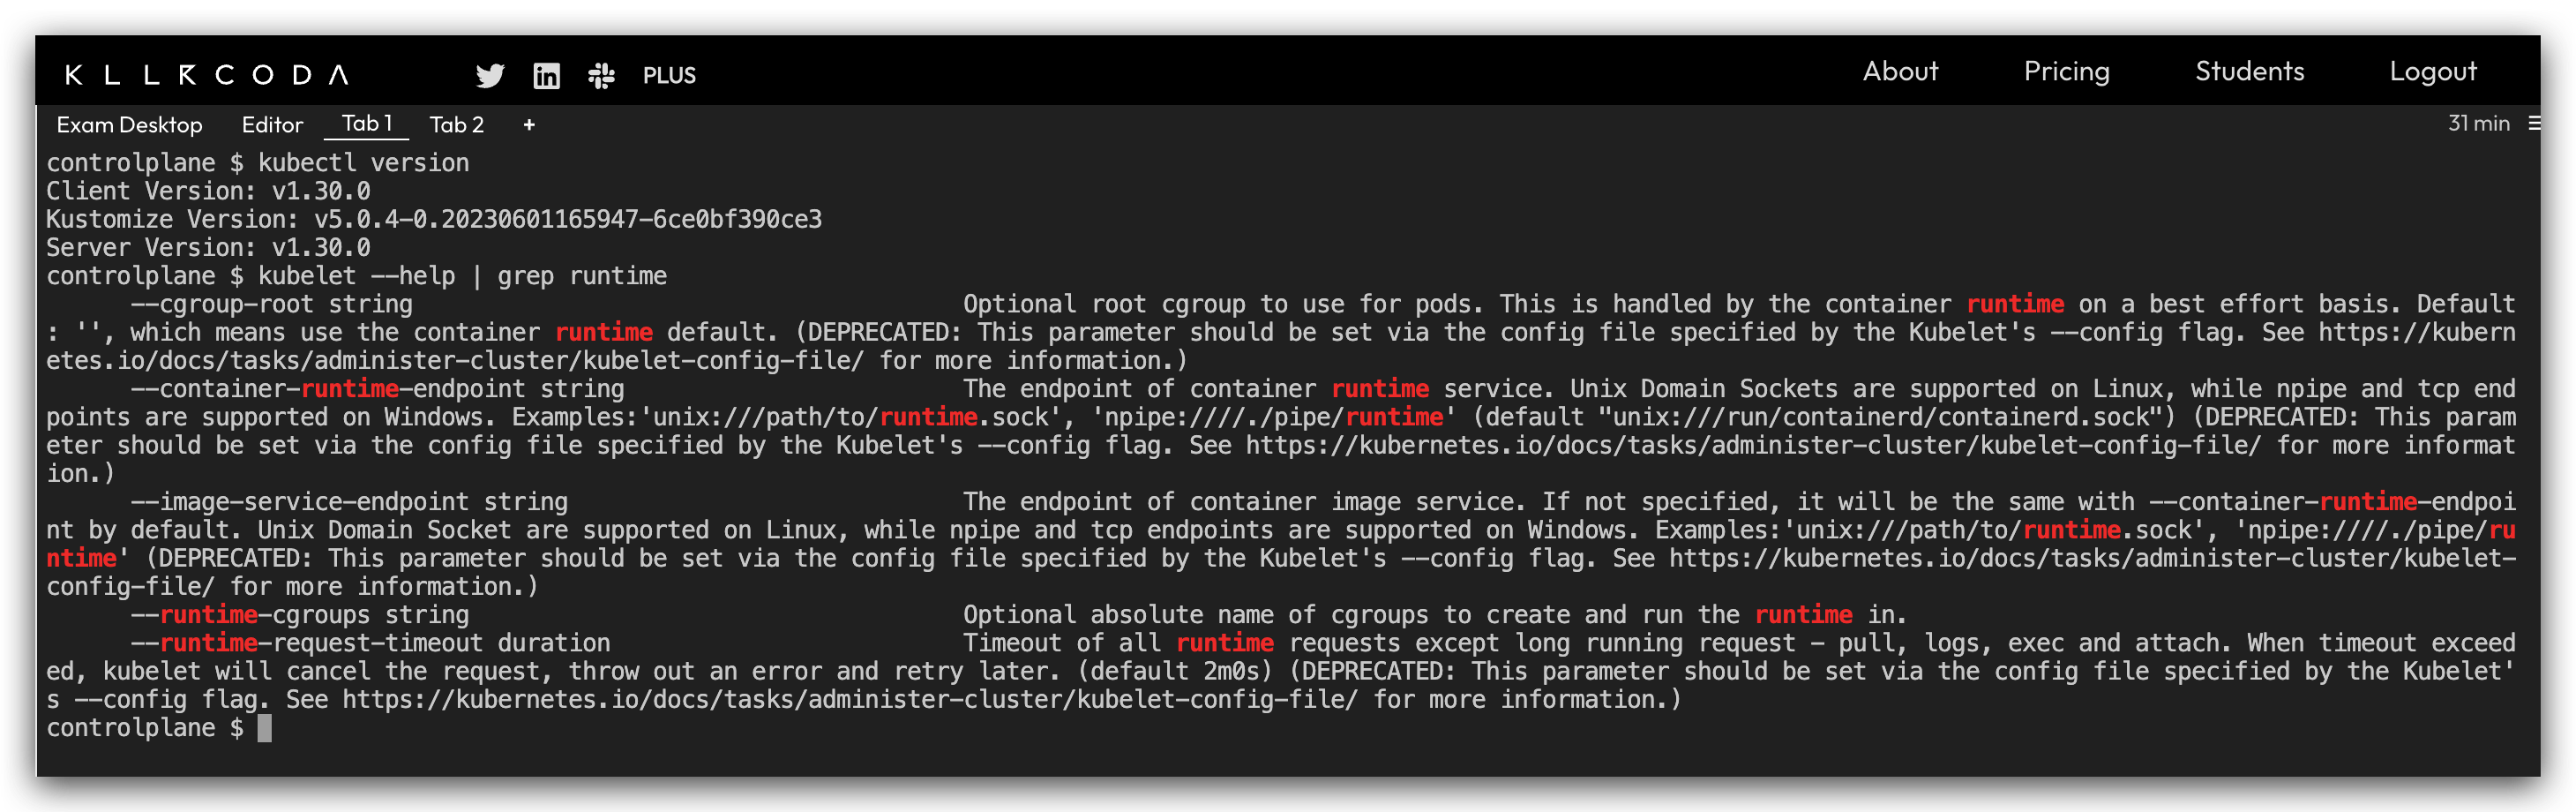 KLLRCODA PLUS About Pricing Students Logout
Exam Desktop Editor Tab 1 Tab 2 + 31 min
controlplane $ kubectl version
Client Version: v1.30.0
Kustomize Version: v5.0.4-0.20230601165947-6ce0bf390ce3
Server Version: v1.30.0
controlplane $ kubelet --help | grep runtime
      --cgroup-root string                                       Optional root cgroup to use for pods. This is handled by the container runtime on a best effort basis. Default
: '', which means use the container runtime default. (DEPRECATED: This parameter should be set via the config file specified by the Kubelet's --config flag. See https://kubern
etes.io/docs/tasks/administer-cluster/kubelet-config-file/ for more information.)
      --container-runtime-endpoint string                        The endpoint of container runtime service. Unix Domain Sockets are supported on Linux, while npipe and tcp end
points are supported on Windows. Examples:'unix:///path/to/runtime.sock', 'npipe:////./pipe/runtime' (default "unix:///run/containerd/containerd.sock") (DEPRECATED: This param
eter should be set via the config file specified by the Kubelet's --config flag. See https://kubernetes.io/docs/tasks/administer-cluster/kubelet-config-file/ for more informat
ion.)
      --image-service-endpoint string                            The endpoint of container image service. If not specified, it will be the same with --container-runtime-endpoi
nt by default. Unix Domain Socket are supported on Linux, while npipe and tcp endpoints are supported on Windows. Examples:'unix:///path/to/runtime.sock', 'npipe:////./pipe/ru
ntime' (DEPRECATED: This parameter should be set via the config file specified by the Kubelet's --config flag. See https://kubernetes.io/docs/tasks/administer-cluster/kubelet-
config-file/ for more information.)
      --runtime-cgroups string                                   Optional absolute name of cgroups to create and run the runtime in.
      --runtime-request-timeout duration                         Timeout of all runtime requests except long running request - pull, logs, exec and attach. When timeout exceed
ed, kubelet will cancel the request, throw out an error and retry later. (default 2m0s) (DEPRECATED: This parameter should be set via the config file specified by the Kubelet'
s --config flag. See https://kubernetes.io/docs/tasks/administer-cluster/kubelet-config-file/ for more information.)
controlplane $